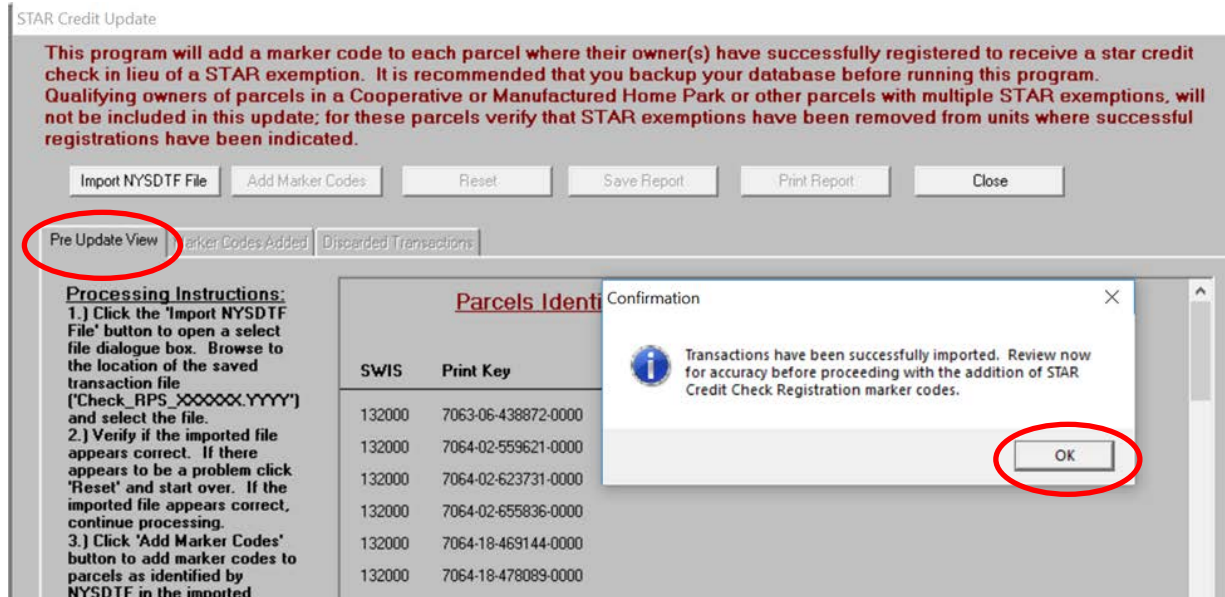 STAR Credit Update
This program will add a marker code to each parcel where their owner(s) have successfully registered to receive a star credit
check in lieu of a STAR exemption. It is recommended that you backup your database before running this program.
Qualifying owners of parcels in a Cooperative or Manufactured Home Park or other parcels with multiple STAR exemptions, will
not be included in this update; for these parcels verify that STAR exemptions have been removed from units where successful
registrations have been indicated.
Import NYSDTF File Add Marker Codes Reset Save Report Print Report Close
Pre Update View Marker Codes Added Discarded Transactions
Processing Instructions:
1.) Click the 'Import NYSDTF
File' button to open a select
file dialogue box. Browse to
the location of the saved
transaction file
('Check_RPS_XXXXXX.YYYY')
and select the file.
2.) Verify if the imported file
appears correct. If there
appears to be a problem click
'Reset' and start over. If the
imported file appears correct,
continue processing.
3.) Click 'Add Marker Codes'
button to add marker codes to
parcels as identified by
NYSDTF in the imported
Parcels Identi
SWIS Print Key
132000 7063-06-438872-0000
132000 7064-02-559621-0000
132000 7064-02-623731-0000
132000 7064-02-655836-0000
132000 7064-18-469144-0000
132000 7064-18-478089-0000
Confirmation
Transactions have been successfully imported. Review now
for accuracy before proceeding with the addition of STAR
Credit Check Registration marker codes.
OK